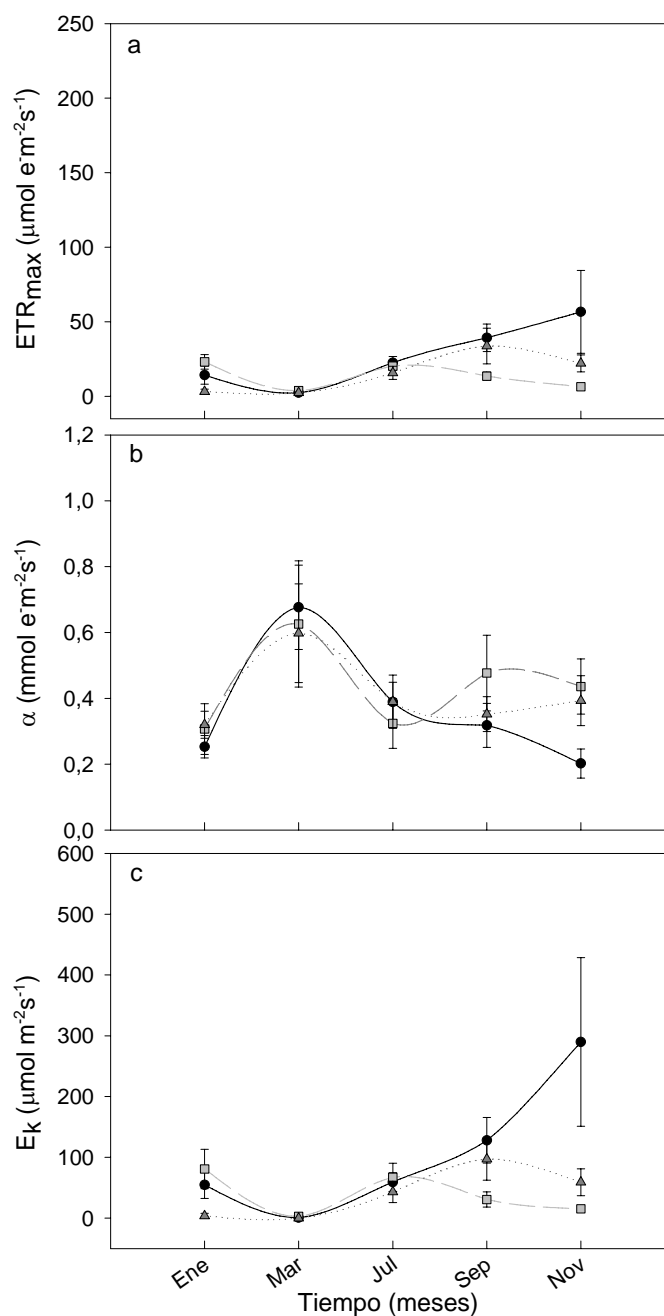 a
ETRmax (µmol e⁻m⁻²s⁻¹)
250
200
150
100
50
0
b
α (mmol e⁻m⁻²s⁻¹)
1,2
1,0
0,8
0,6
0,4
0,2
0,0
c
Ek (µmol m⁻²s⁻¹)
600
500
400
300
200
100
0
Ene Mar Jul Sep Nov
Tiempo (meses)